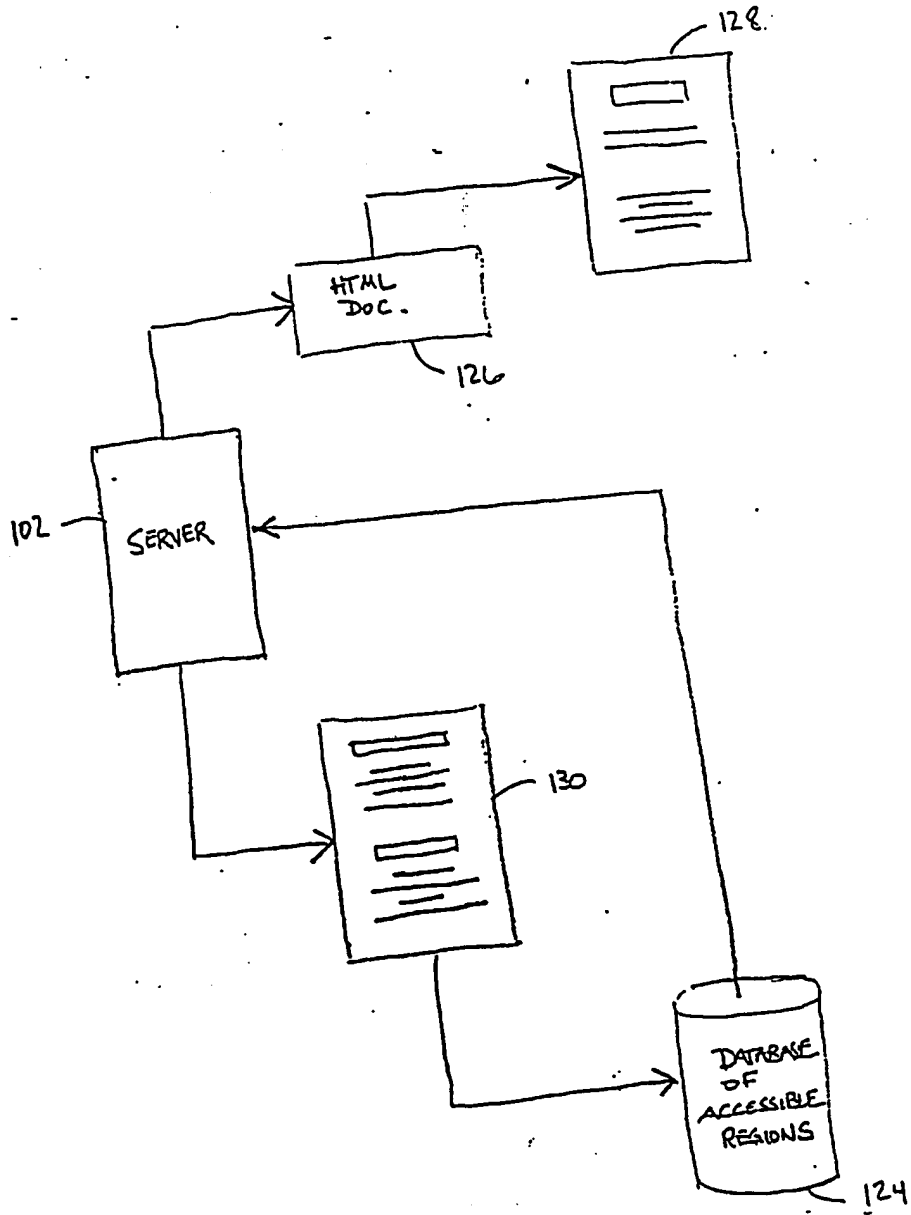 128.
HTML
DOC.
126
102
SERVER
130
DATABASE
OF
ACCESSIBLE
REGIONS
124